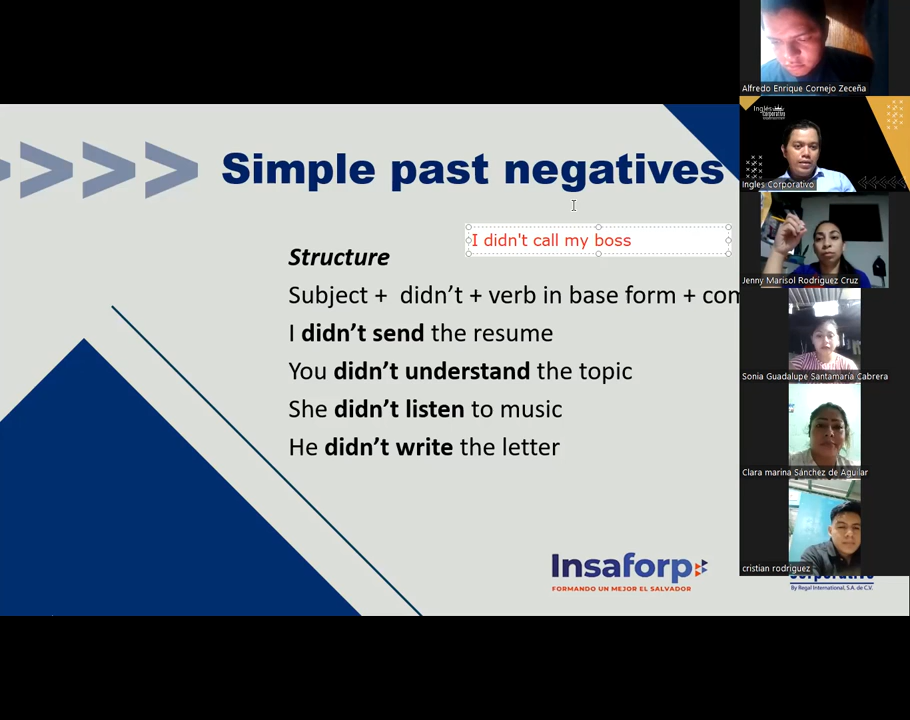 Simple past negatives
I didn't call my boss
Structure
Subject + didn't + verb in base form + com
I didn't send the resume
You didn't understand the topic
She didn't listen to music
He didn't write the letter
Insaforp
FORMANDO UN MEJOR EL SALVADOR
By Regal International, S.A. de C.V.
Alfredo Enrique Cornejo Zeceña
Inglés
Corporativo
Ingles Corporativo
Jenny Marisol Rodriguez Cruz
Sonia Guadalupe Santamaria Cabrera
Clara marina Sánchez de Aguilar
cristian rodriguez